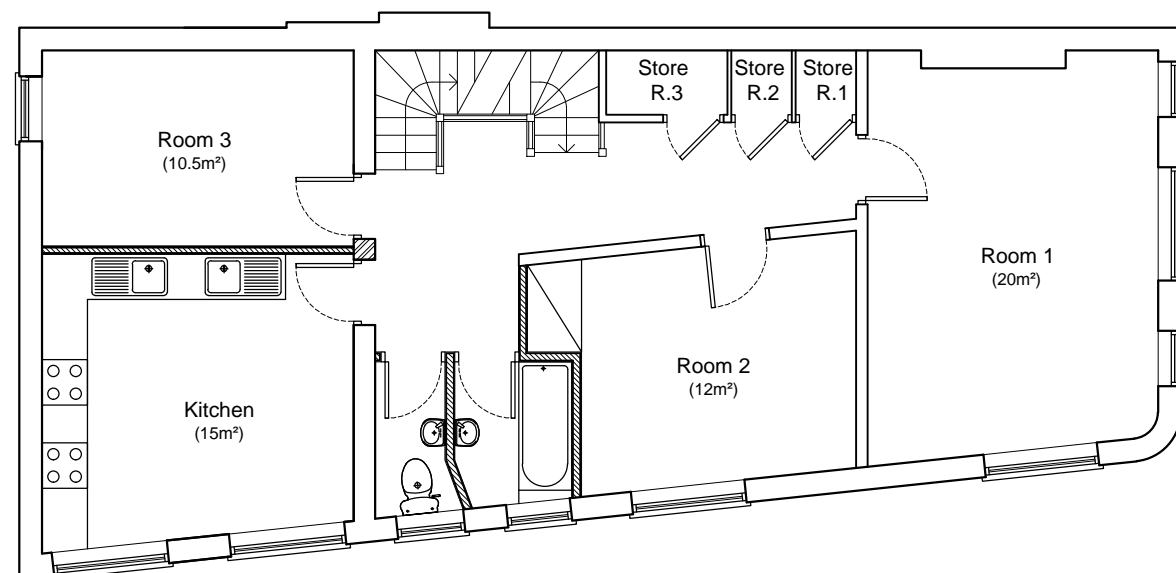 Store
R.3
Store
R.2
Store
R.1
Room 3
(10.5m²)
Room 1
(20m²)
Room 2
(12m²)
Kitchen
(15m²)